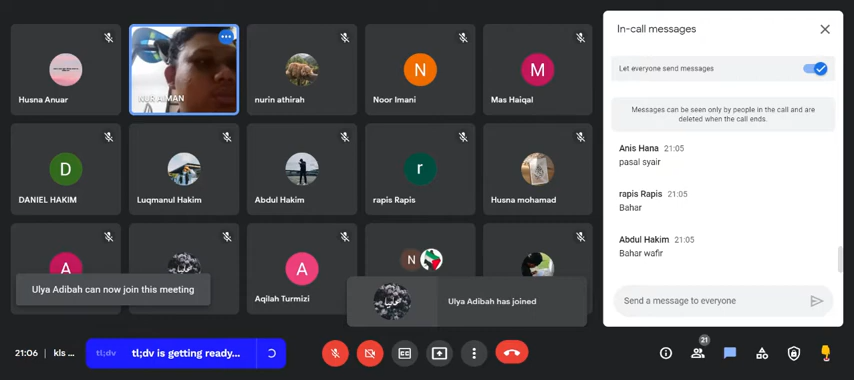 Husna Anuar
NUR AIMAN
nurin athirah
N
Noor Imani
M
Mas Haiqal
D
DANIEL HAKIM
Luqmanul Hakim
Abdul Hakim
r
rapis Rapis
Husna mohamad
A
A
Aqilah Turmizi
N
Ulya Adibah can now join this meeting
Ulya Adibah has joined
In-call messages
Let everyone send messages
Messages can be seen only by people in the call and are
deleted when the call ends.
Anis Hana 21:05
pasal syair
rapis Rapis 21:05
Bahar
Abdul Hakim 21:05
Bahar wafir
Send a message to everyone
21:06 kls ...
tl;dv tl;dv is getting ready...
CC
21